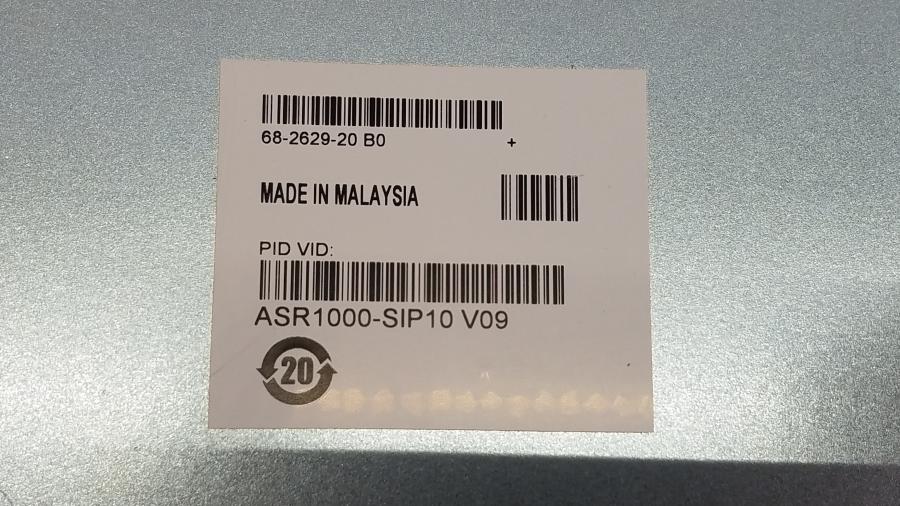 68-2629-20 B0
+
MADE IN MALAYSIA
PID VID:
ASR1000-SIP10 V09
20